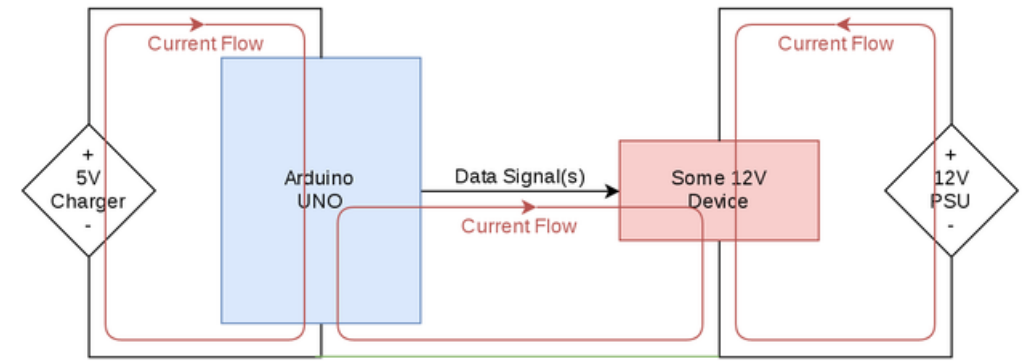 Current Flow
Current Flow
+
5V
Charger
-
Arduino
UNO
Data Signal(s)
Current Flow
Some 12V
Device
+
12V
PSU
-